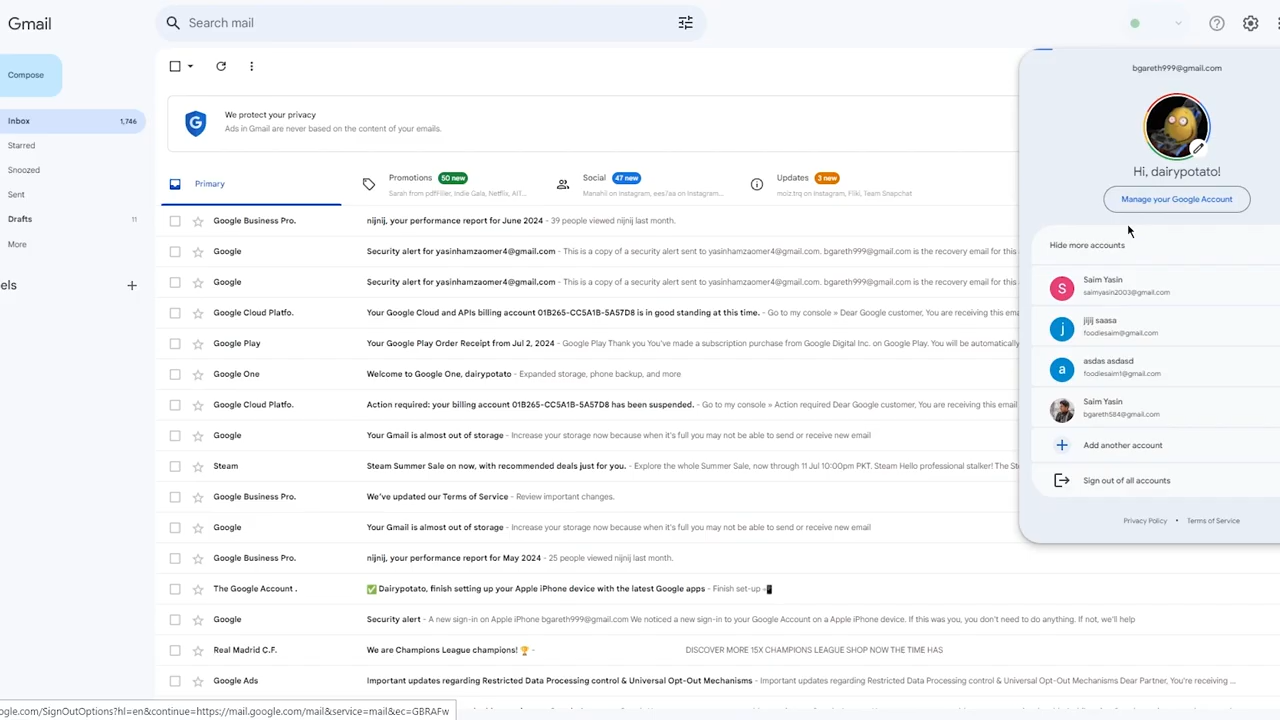 Gmail
Search mail
Compose
Inbox 1,746
Starred
Snoozed
Sent
Drafts 11
More
els
We protect your privacy
Ads in Gmail are never based on the content of your emails.
Primary
Promotions 50 new
Sarah from pdfFiller, Indie Gala, Netflix, AIT...
Social 47 new
Manahil on Instagram, ees1aa on Instagram...
Updates 3 new
moiz.trq on Instagram, Fliki, Team Snapchat
Google Business Pro. nijnij, your performance report for June 2024 - 39 people viewed nijnij last month.
Google Security alert for yasinhamzaomer4@gmail.com - This is a copy of a security alert sent to yasinhamzaomer4@gmail.com. bgareth999@gmail.com is the recovery email for this
Google Security alert for yasinhamzaomer4@gmail.com - This is a copy of a security alert sent to yasinhamzaomer4@gmail.com. bgareth999@gmail.com is the recovery email for this
Google Cloud Platfo. Your Google Cloud and APIs billing account 01B265-CC5A1B-5A57D8 is in good standing at this time. - Go to my console » Dear Google customer, You are receiving this ema
Google Play Your Google Play Order Receipt from Jul 2, 2024 - Google Play Thank you You've made a subscription purchase from Google Digital Inc. on Google Play. You will be automatically
Google One Welcome to Google One, dairypotato - Expanded storage, phone backup, and more
Google Cloud Platfo. Action required: your billing account 01B265-CC5A1B-5A57D8 has been suspended. - Go to my console » Action required Dear Google customer, You are receiving this email
Google Your Gmail is almost out of storage - Increase your storage now because when it's full you may not be able to send or receive new email
Steam Steam Summer Sale on now, with recommended deals just for you. - Explore the whole Summer Sale, now through 11 Jul 10:00pm PKT. Steam Hello professional stalker! The Ste
Google Business Pro. We've updated our Terms of Service - Review important changes.
Google Your Gmail is almost out of storage - Increase your storage now because when it's full you may not be able to send or receive new email
Google Business Pro. nijnij, your performance report for May 2024 - 25 people viewed nijnij last month.
The Google Account . ✅ Dairypotato, finish setting up your Apple iPhone device with the latest Google apps - Finish set-up 📲
Google Security alert - A new sign-in on Apple iPhone bgareth999@gmail.com We noticed a new sign-in to your Google Account on a Apple iPhone device. If this was you, you don't need to do anything. If not, we'll help
Real Madrid C.F. We are Champions League champions! 🏆 - DISCOVER MORE 15X CHAMPIONS LEAGUE SHOP NOW THE TIME HAS
Google Ads Important updates regarding Restricted Data Processing control & Universal Opt-Out Mechanisms - Important updates regarding Restricted Data Processing control & Universal Opt-Out Mechanisms Dear Partner, You're receiving ...
bgareth999@gmail.com
Hi, dairypotato!
Manage your Google Account
Hide more accounts
S
Saim Yasin
saimyasin2003@gmail.com
j
jijij saasa
foodiesaim@gmail.com
a
asdas asdasd
foodiesaim1@gmail.com
Saim Yasin
bgareth584@gmail.com
Add another account
Sign out of all accounts
Privacy Policy • Terms of Service
ogle.com/SignOutOptions?hl=en&continue=https://mail.google.com/mail&service=mail&ec=GBRAFw